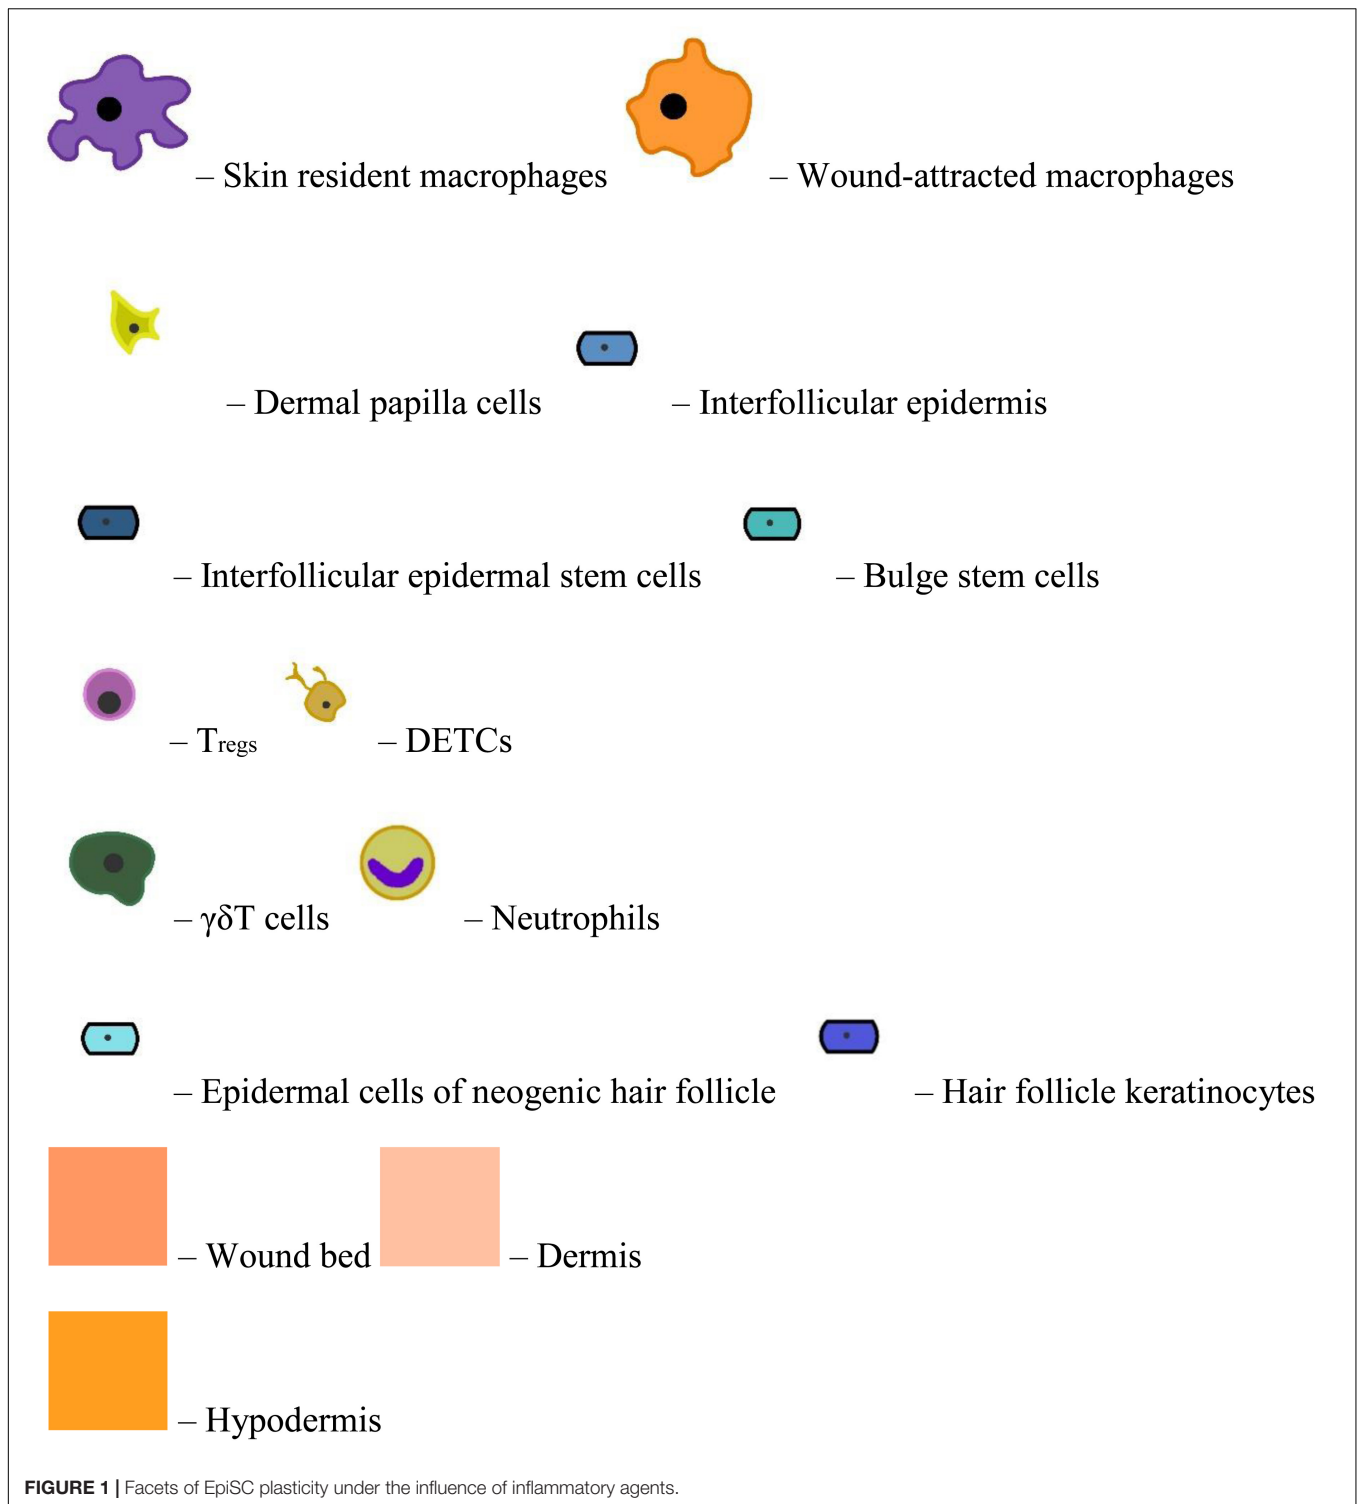 – Skin resident macrophages – Wound-attracted macrophages
– Dermal papilla cells – Interfollicular epidermis
– Interfollicular epidermal stem cells – Bulge stem cells
– Tregs – DETCs
– γδT cells – Neutrophils
– Epidermal cells of neogenic hair follicle – Hair follicle keratinocytes
– Wound bed – Dermis
– Hypodermis
FIGURE 1 | Facets of EpiSC plasticity under the influence of inflammatory agents.